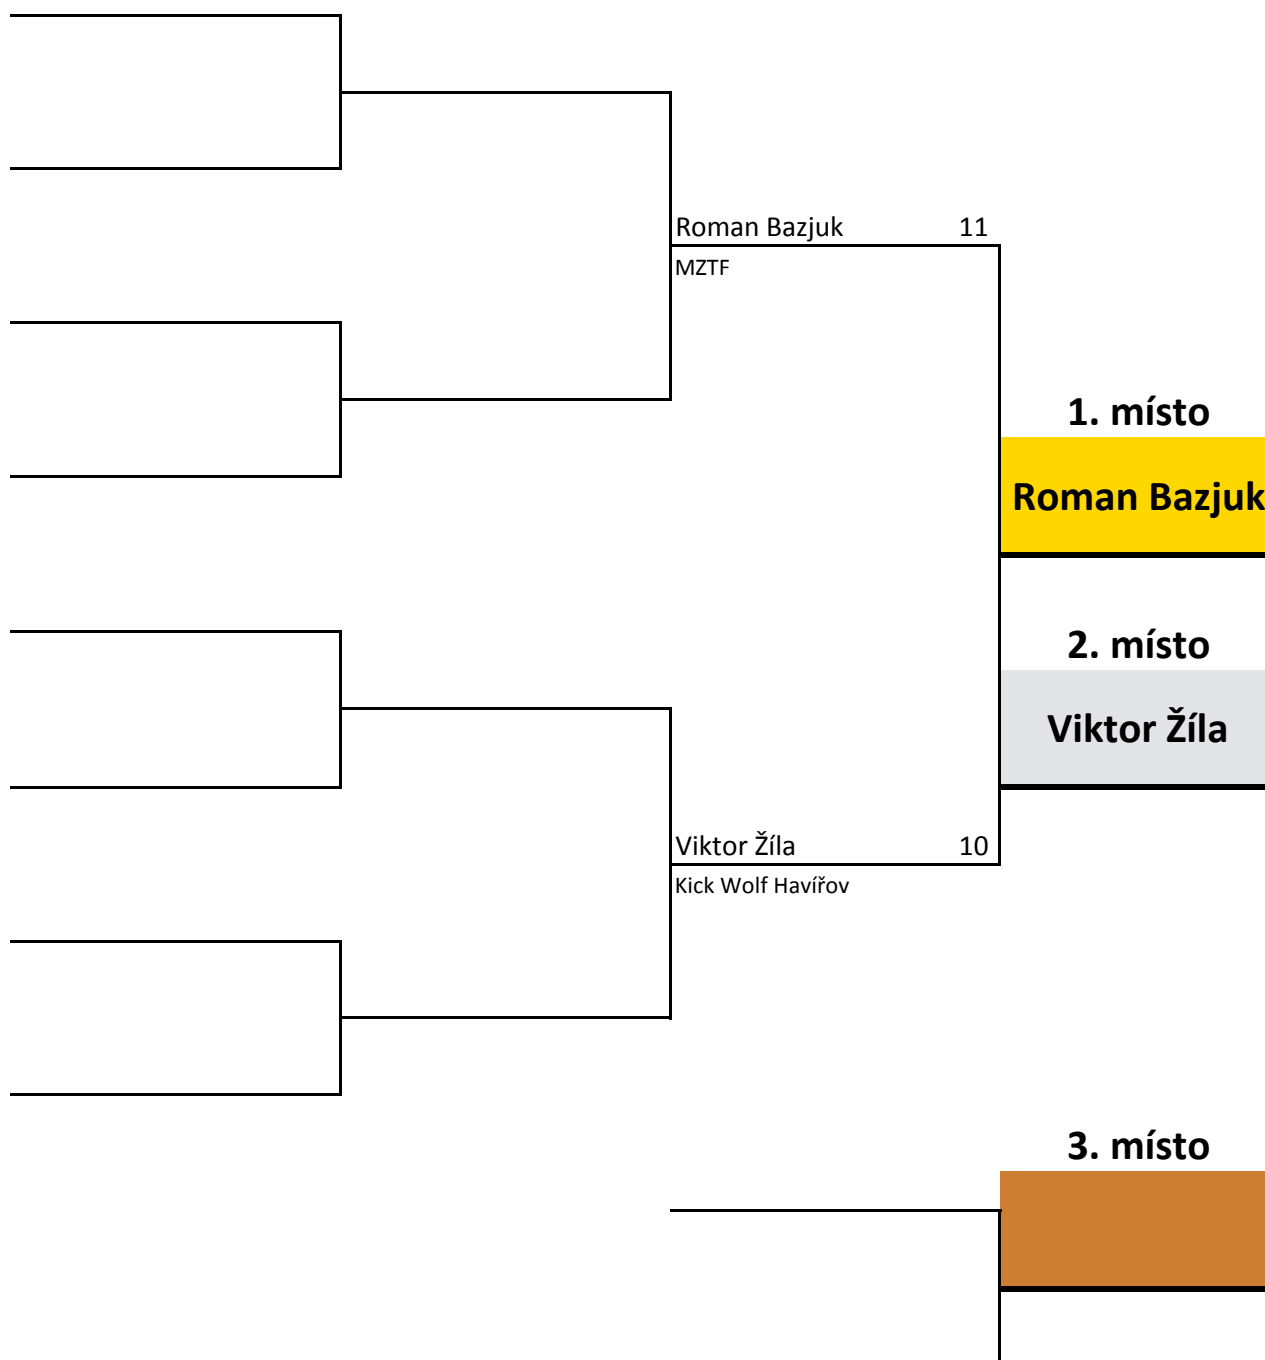 Roman Bazjuk 11
MZTF
1. místo
Roman Bazjuk
2. místo
Viktor Žíla
Viktor Žíla 10
Kick Wolf Havířov
3. místo